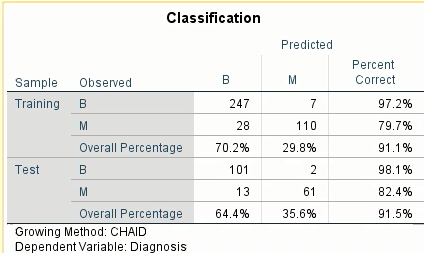 Classification
Predicted
Percent
Sample Observed B M Correct
Training B 247 7 97.2%
M 28 110 79.7%
Overall Percentage 70.2% 29.8% 91.1%
Test B 101 2 98.1%
M 13 61 82.4%
Overall Percentage 64.4% 35.6% 91.5%
Growing Method: CHAID
Dependent Variable: Diagnosis